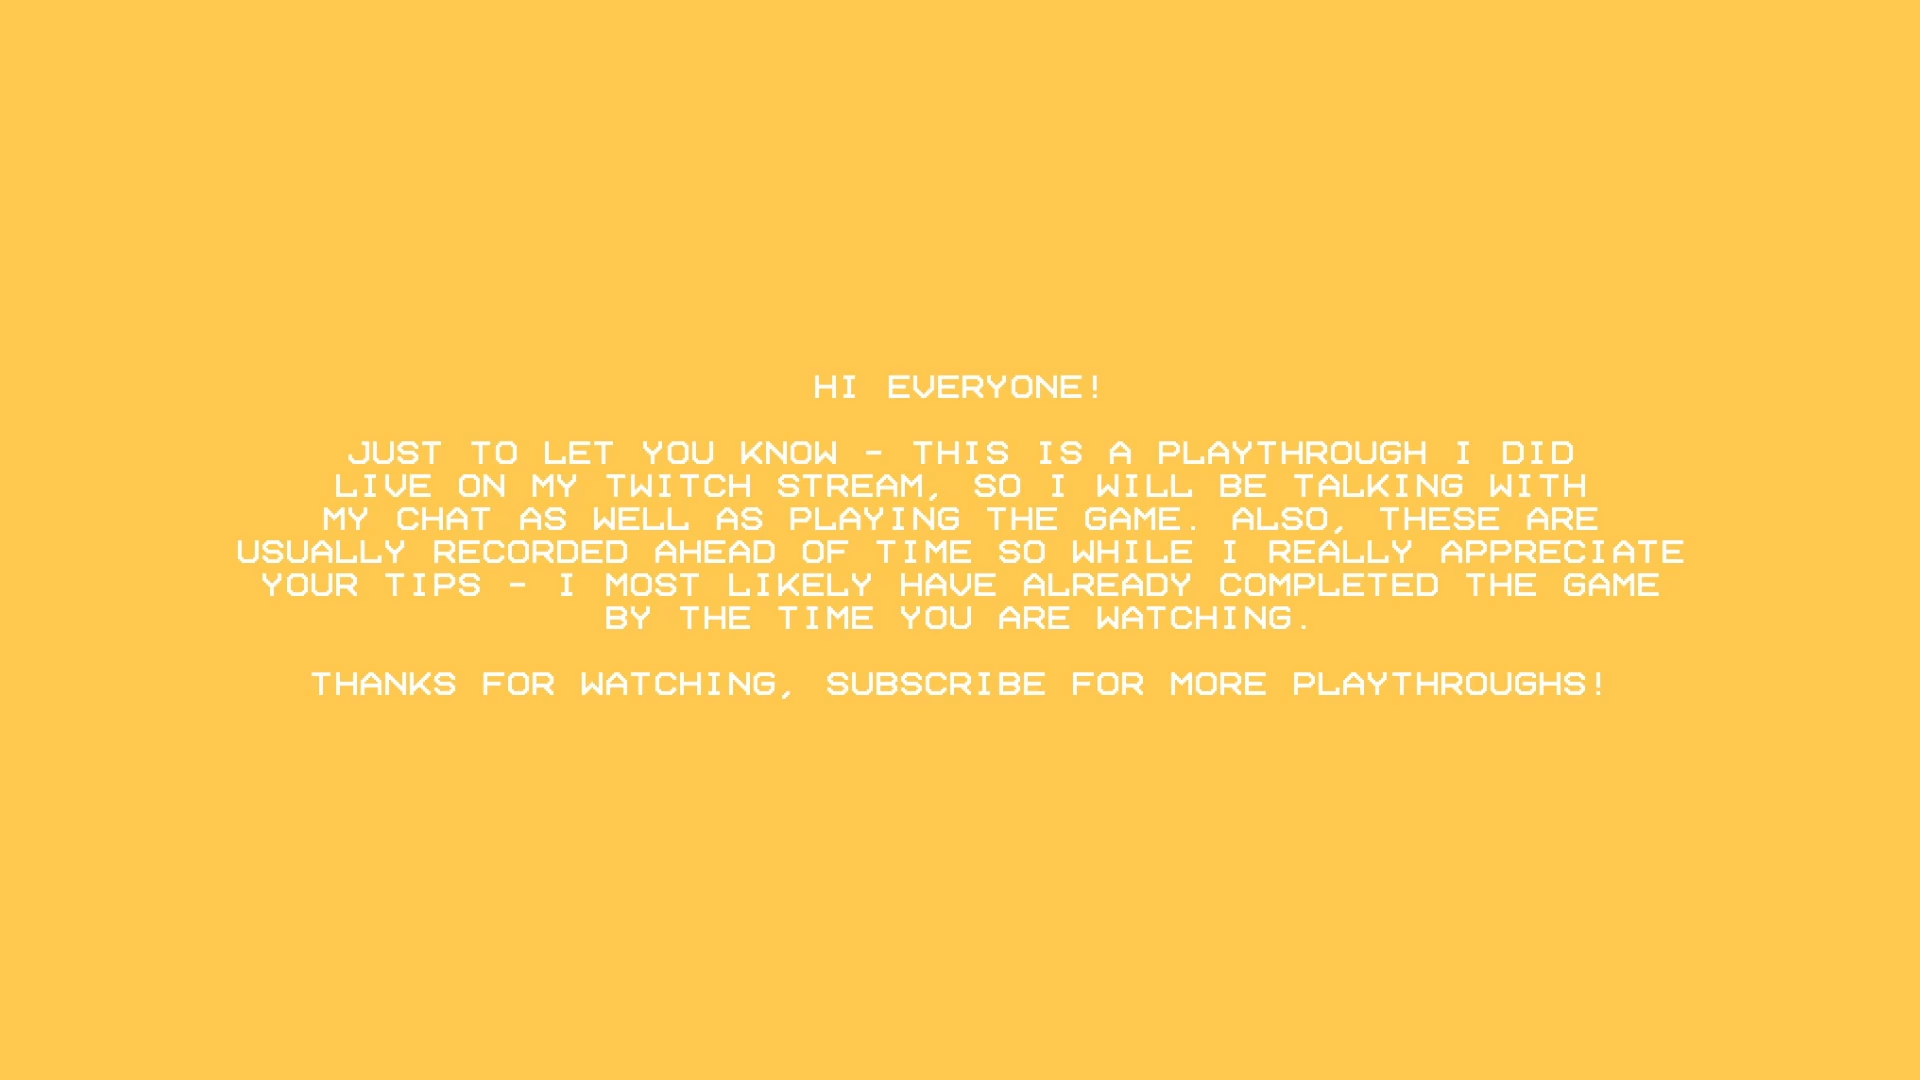 HI EVERYONE!
JUST TO LET YOU KNOW - THIS IS A PLAYTHROUGH I DID
LIVE ON MY TWITCH STREAM, SO I WILL BE TALKING WITH
MY CHAT AS WELL AS PLAYING THE GAME. ALSO, THESE ARE
USUALLY RECORDED AHEAD OF TIME SO WHILE I REALLY APPRECIATE
YOUR TIPS - I MOST LIKELY HAVE ALREADY COMPLETED THE GAME
BY THE TIME YOU ARE WATCHING.
THANKS FOR WATCHING, SUBSCRIBE FOR MORE PLAYTHROUGHS!